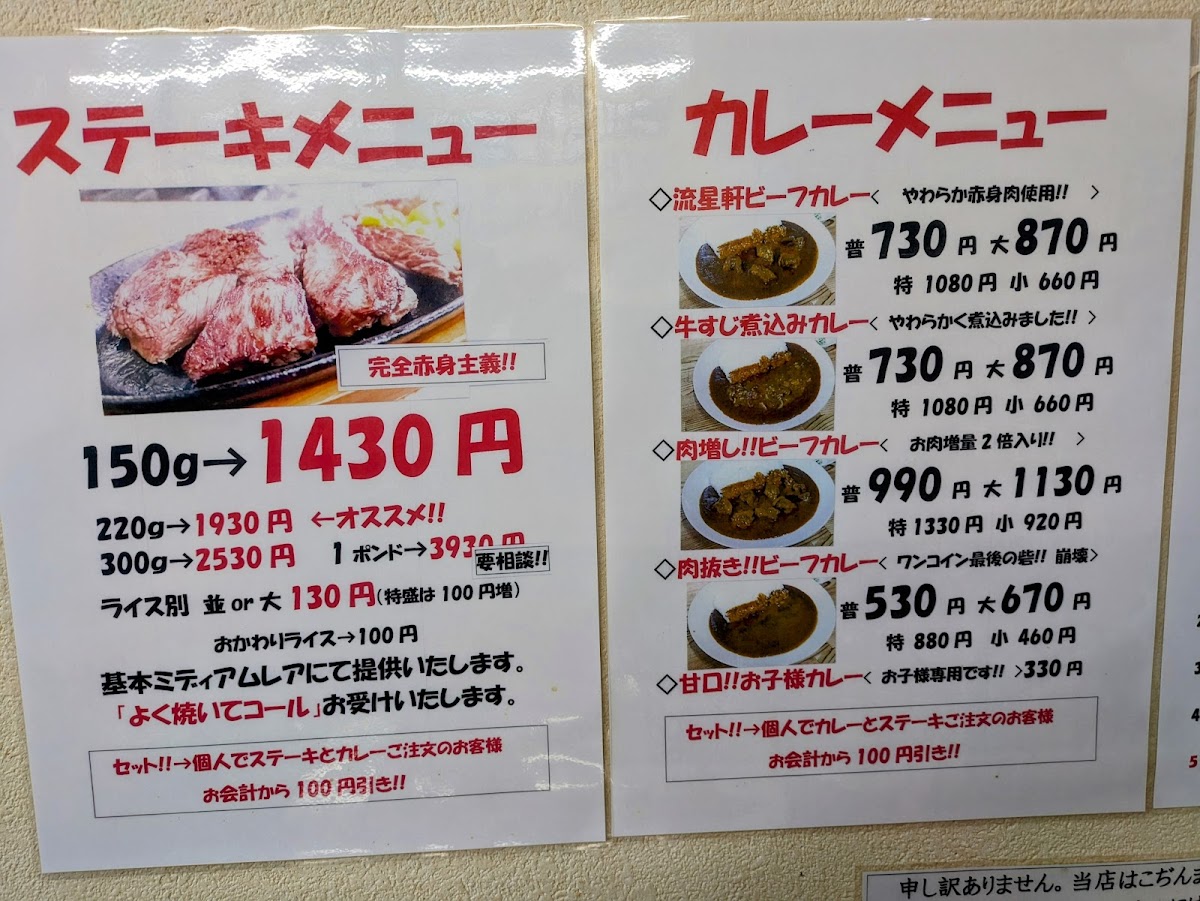 ステーキメニュー
完全赤身主義!!
150g→1430円
220g→1930円 ←オススメ!!
300g→2530円 1ポンド→3930円
要相談!!
ライス別 並or大 130円(特盛は100円増)
おかわりライス→100円
基本ミディアムレアにて提供いたします。
「よく焼いてコール」お受けいたします。
セット!!→個人でステーキとカレーご注文のお客様
お会計から100円引き!!
カレーメニュー
◇流星軒ビーフカレー< やわらか赤身肉使用!! >
普730円 大870円
特 1080円 小 660円
◇牛すじ煮込みカレー< やわらかく煮込みました!! >
普730円 大870円
特 1080円 小 660円
◇肉増し!!ビーフカレー< お肉増量2倍入り!! >
普990円 大1130円
特1330円 小 920円
◇肉抜き!!ビーフカレー< ワンコイン最後の砦!! 崩壊>
普530円 大670円
特 880円 小 460円
◇甘口!!お子様カレー< お子様専用です!! >330円
セット!!→個人でカレーとステーキご注文のお客様
お会計から100円引き!!
申し訳ありません。当店はこぢん